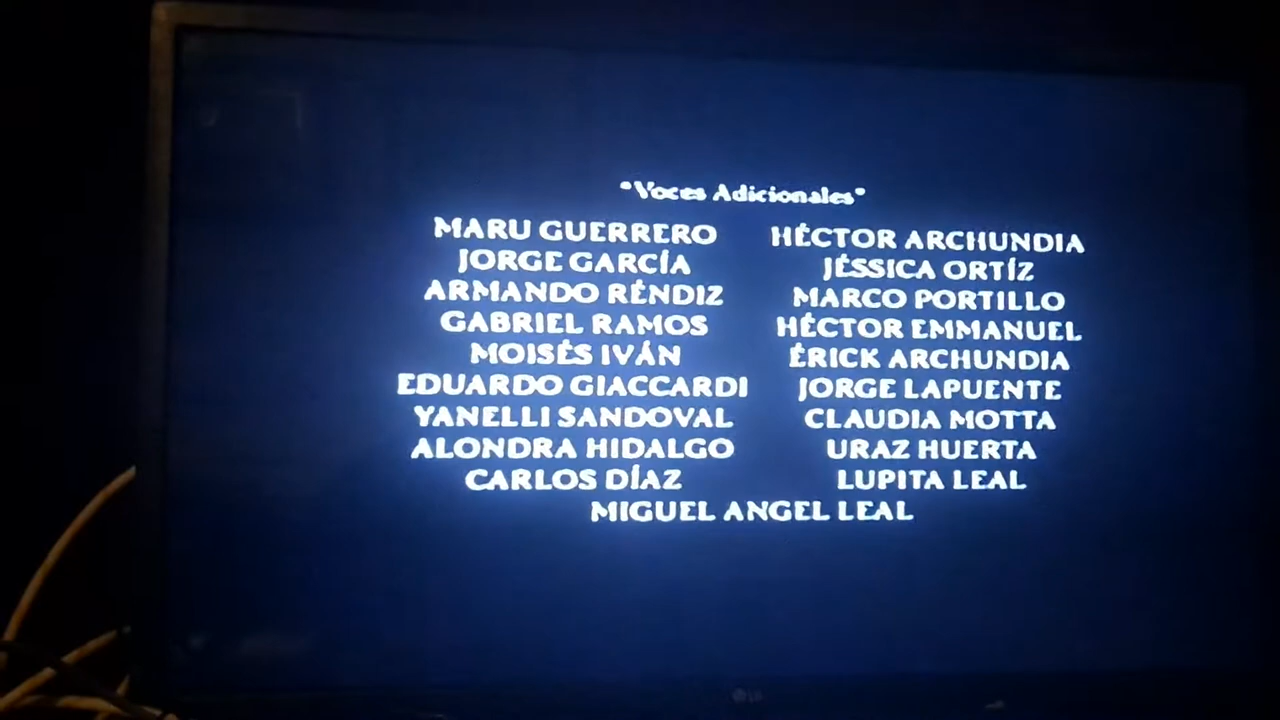 "Voces Adicionales"
MARU GUERRERO HÉCTOR ARCHUNDIA
JORGE GARCÍA JÉSSICA ORTÍZ
ARMANDO RÉNDIZ MARCO PORTILLO
GABRIEL RAMOS HÉCTOR EMMANUEL
MOISÉS IVÁN ÉRICK ARCHUNDIA
EDUARDO GIACCARDI JORGE LAPUENTE
YANELLI SANDOVAL CLAUDIA MOTTA
ALONDRA HIDALGO URAZ HUERTA
CARLOS DÍAZ LUPITA LEAL
MIGUEL ANGEL LEAL
LG